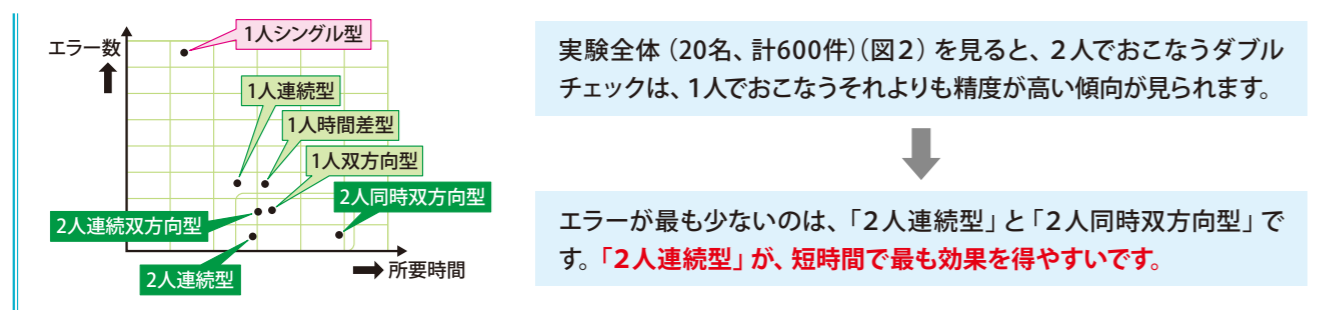 エラー数
1人シングル型
1人連続型
1人時間差型
1人双方向型
2人同時双方向型
2人連続双方向型
2人連続型
所要時間
実験全体（20名、計600件）（図2）を見ると、2人でおこなうダブル
チェックは、1人でおこなうそれよりも精度が高い傾向が見られます。
エラーが最も少ないのは、「2人連続型」と「2人同時双方向型」で
す。「2人連続型」が、短時間で最も効果を得やすいです。